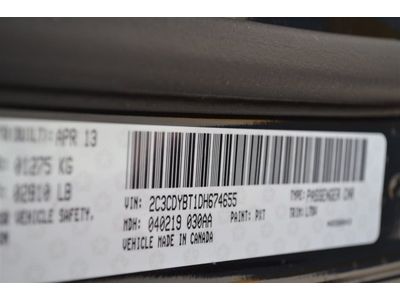 BUILT: APR 13
01275 KG
02810 LB
VEHICLE SAFETY.
VIN: 2C3CDYBT1DH674655
TYPE: PASSENGER CAR
MDH: 040219 030AA
PAINT: PXT
TRIM:
VEHICLE MADE IN CANADA